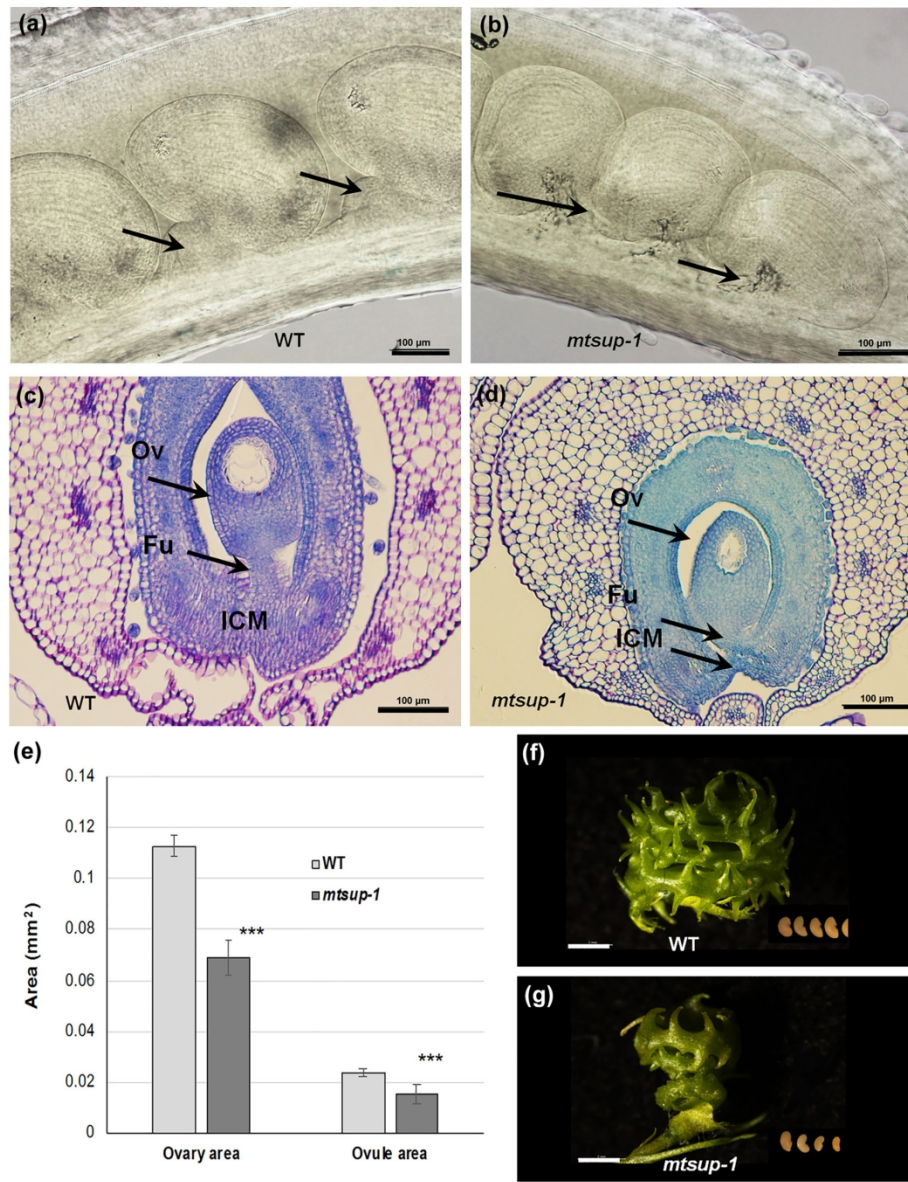 (a)
WT
100 µm
(b)
mtsup-1
100 µm
(c)
Ov
Fu
ICM
WT
100 µm
(d)
Ov
Fu
ICM
mtsup-1
100 µm
(e)
0.14
0.12
0.1
0.08
0.06
0.04
0.02
0
Area (mm²)
WT
mtsup-1
***
***
Ovary area
Ovule area
(f)
WT
(g)
mtsup-1